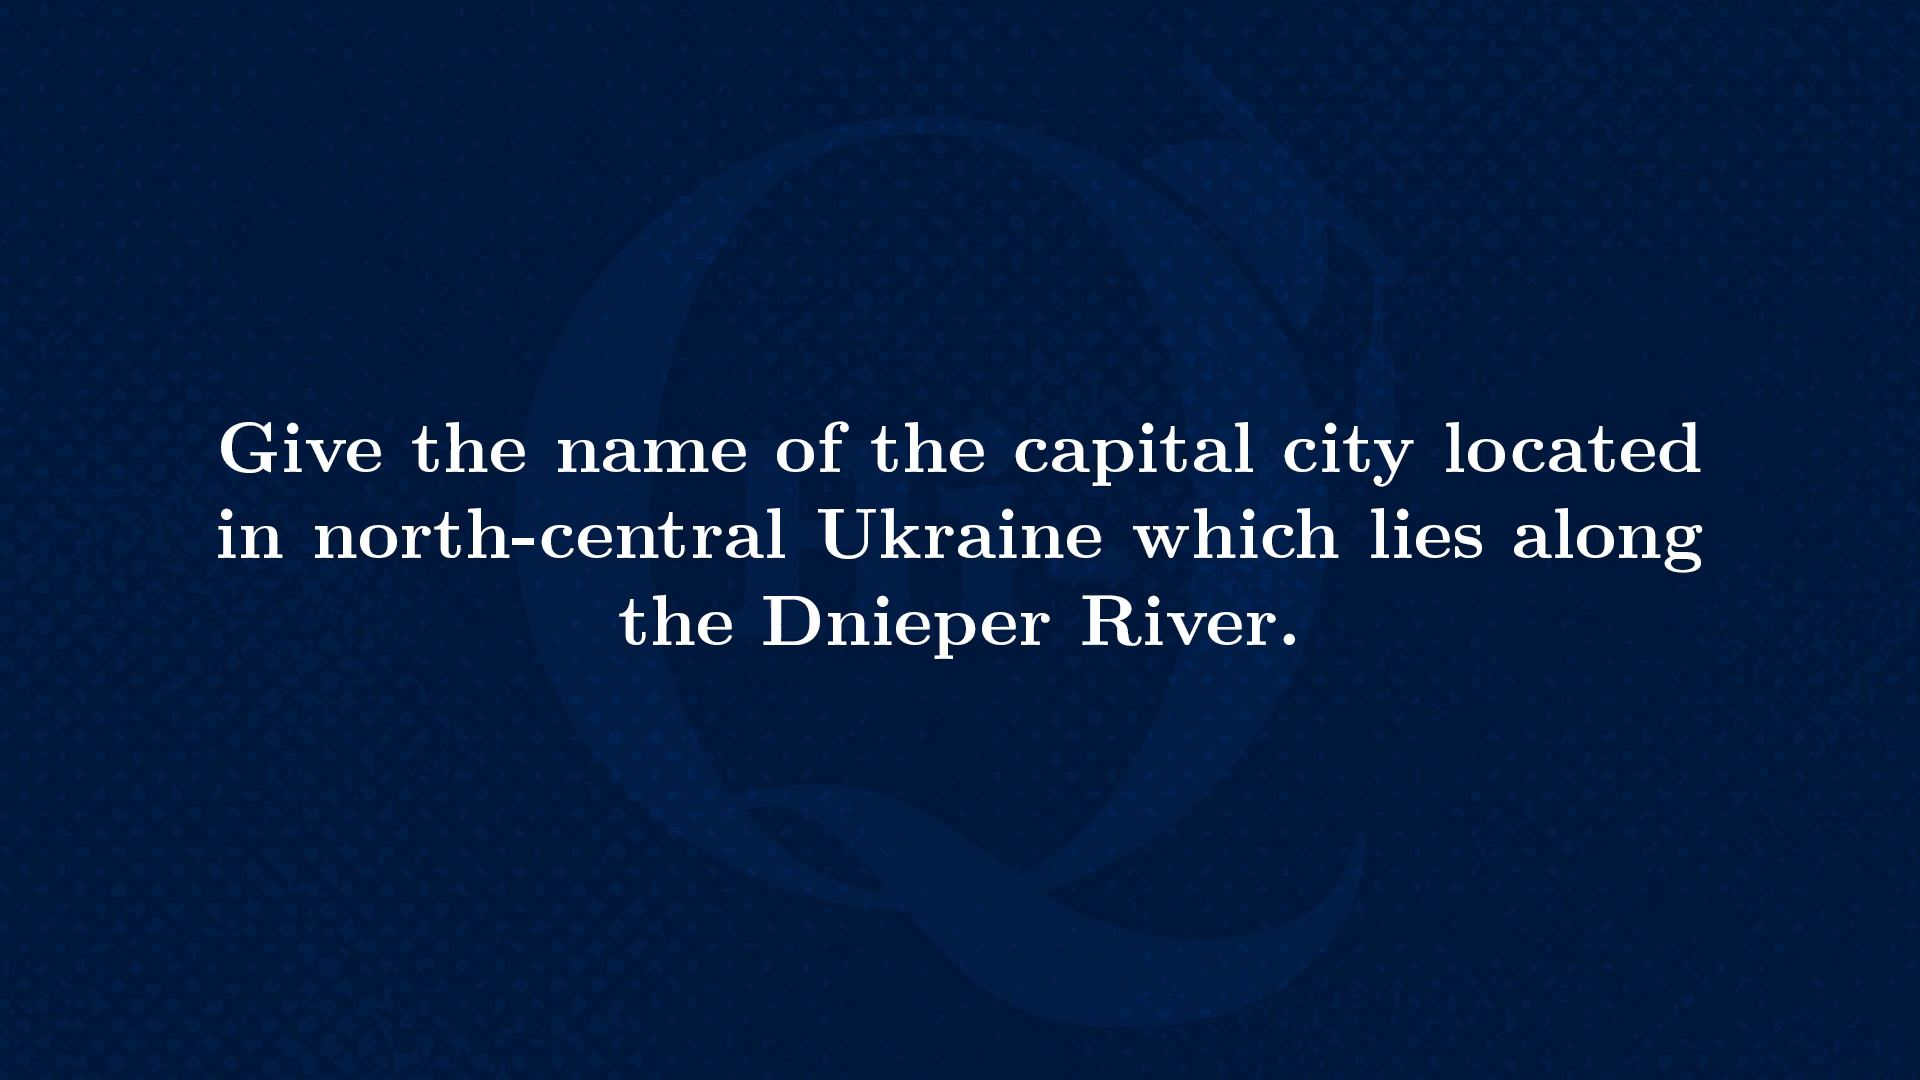 Give the name of the capital city located
in north-central Ukraine which lies along
the Dnieper River.